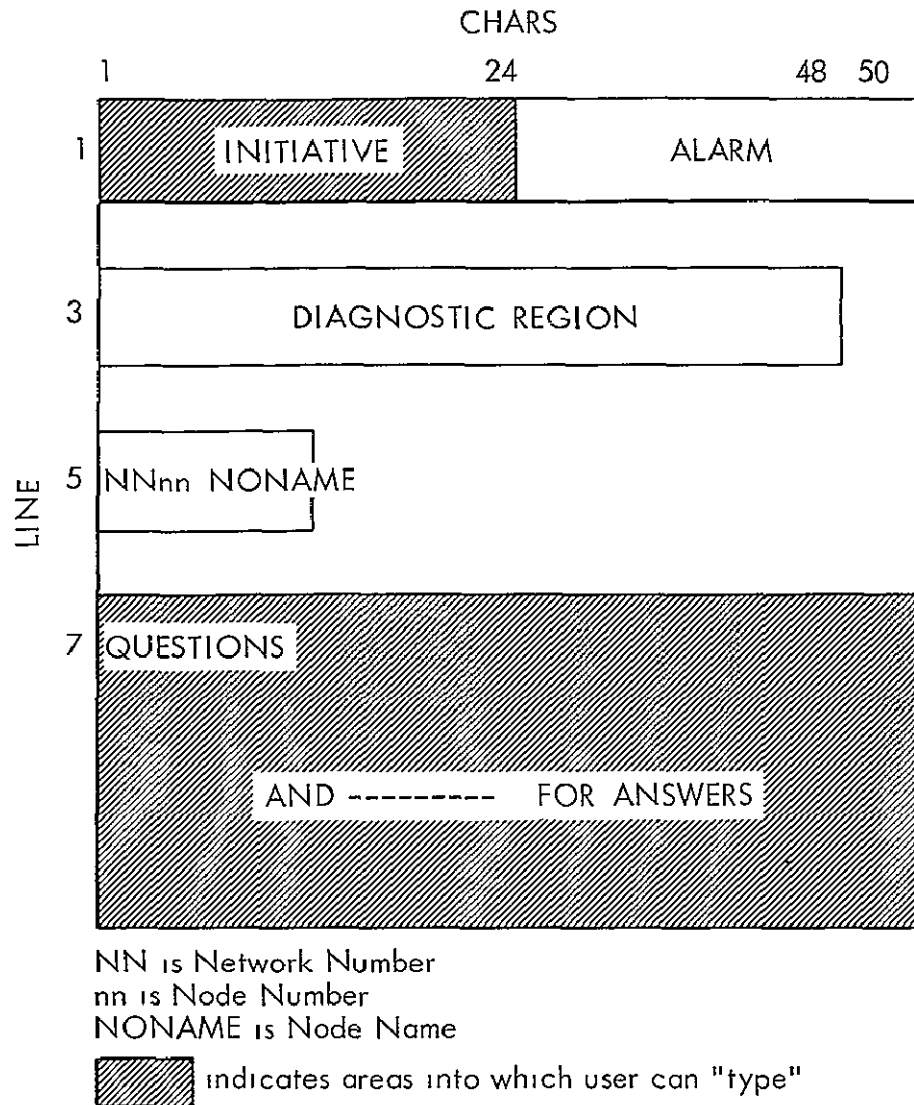 CHARS
1 24 48 50
1 INITIATIVE ALARM
3 DIAGNOSTIC REGION
LINE
5 NNnn NONAME
7 QUESTIONS
AND --------- FOR ANSWERS
NN is Network Number
nn is Node Number
NONAME is Node Name
indicates areas into which user can "type"